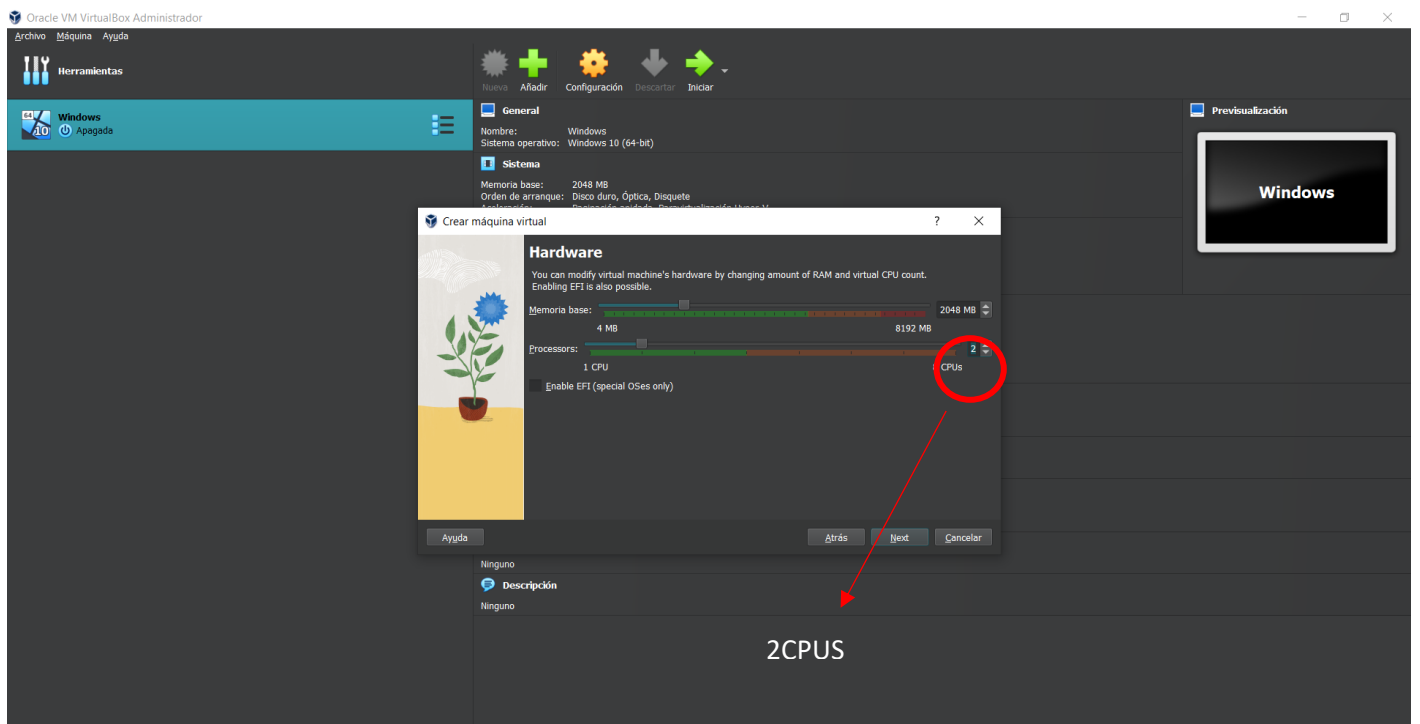 Oracle VM VirtualBox Administrador
Archivo Máquina Ayuda
Herramientas
Nueva Añadir Configuración Descartar Iniciar
64
10
Windows
Apagada
General
Nombre: Windows
Sistema operativo: Windows 10 (64-bit)
Sistema
Memoria base: 2048 MB
Orden de arranque: Disco duro, Óptica, Disquete
Previsualización
Windows
Crear máquina virtual ?
Hardware
You can modify virtual machine's hardware by changing amount of RAM and virtual CPU count.
Enabling EFI is also possible.
Memoria base: 2048 MB
4 MB 8192 MB
Processors: 2
1 CPU CPUs
Enable EFI (special OSes only)
Ayuda Atrás Next Cancelar
Ninguno
Descripción
Ninguno
2CPUS